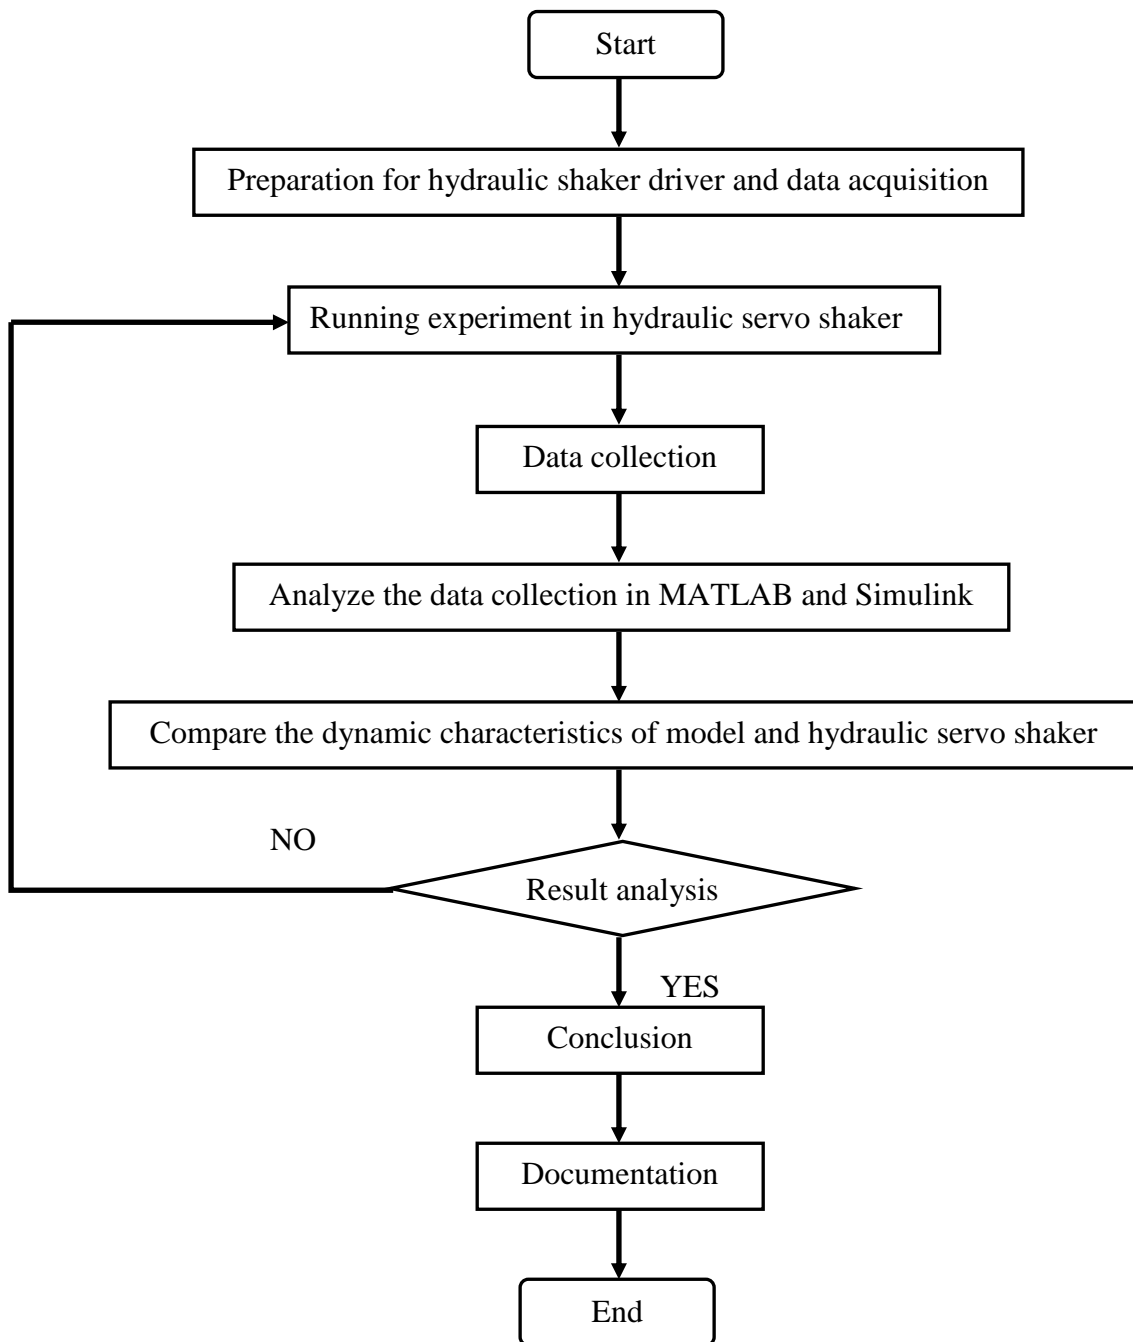 Start
Preparation for hydraulic shaker driver and data acquisition
Running experiment in hydraulic servo shaker
Data collection
Analyze the data collection in MATLAB and Simulink
Compare the dynamic characteristics of model and hydraulic servo shaker
NO
Result analysis
YES
Conclusion
Documentation
End